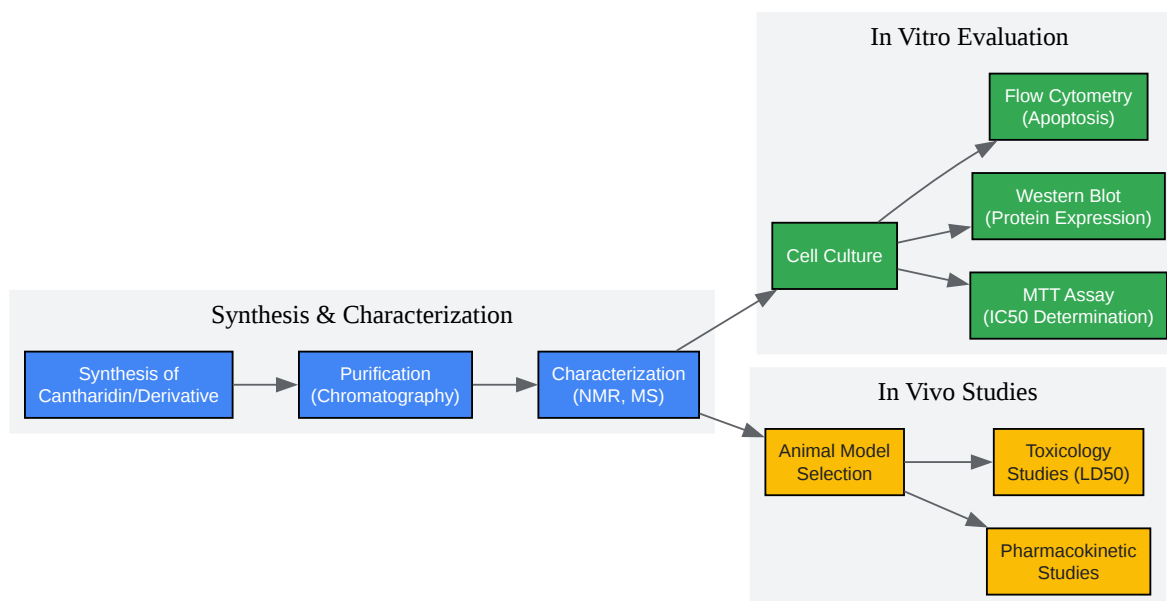 Synthesis & Characterization
Synthesis of
Cantharidin/Derivative
Purification
(Chromatography)
Characterization
(NMR, MS)
In Vitro Evaluation
Cell Culture
Flow Cytometry
(Apoptosis)
Western Blot
(Protein Expression)
MTT Assay
(IC50 Determination)
In Vivo Studies
Animal Model
Selection
Toxicology
Studies (LD50)
Pharmacokinetic
Studies